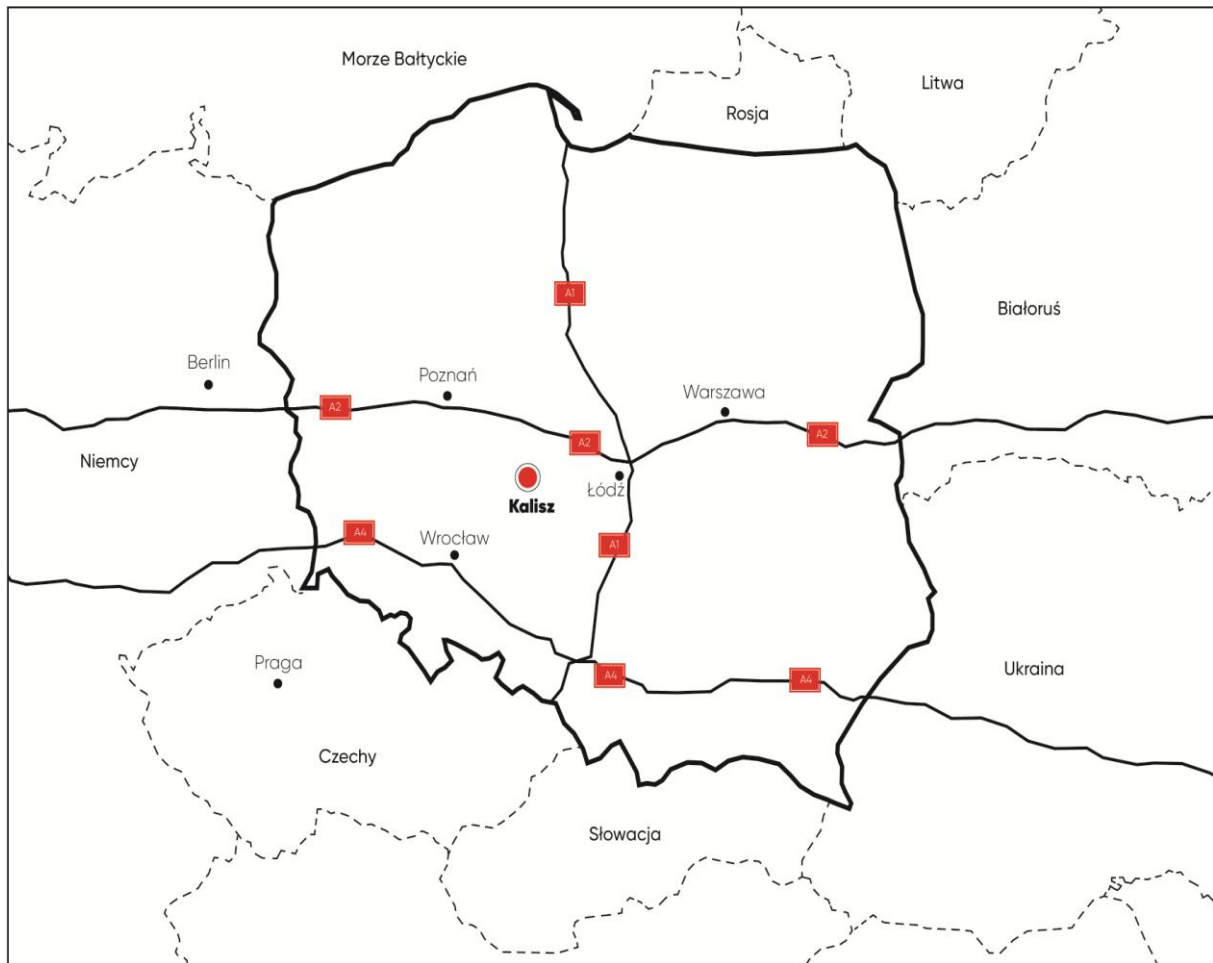 Morze Bałtyckie
Litwa
Rosja
A1
Białoruś
Berlin
Poznań
Warszawa
A2
A2
A2
Niemcy
Łódź
Kalisz
A4
Wrocław
A1
Praga
A4
A4
Ukraina
Czechy
Słowacja